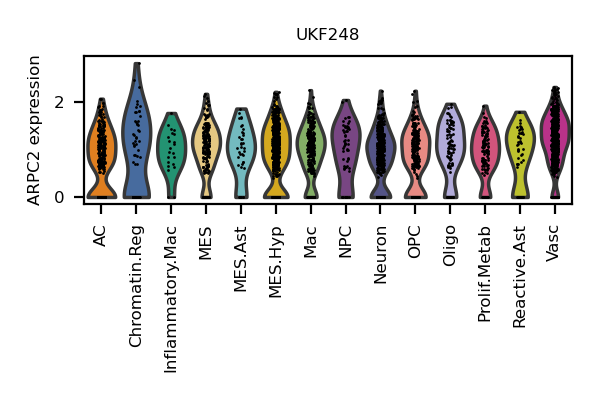 UKF248
ARPC2 expression
2
0
AC
Chromatin.Reg
Inflammatory.Mac
MES
MES.Ast
MES.Hyp
Mac
NPC
Neuron
OPC
Oligo
Prolif.Metab
Reactive.Ast
Vasc